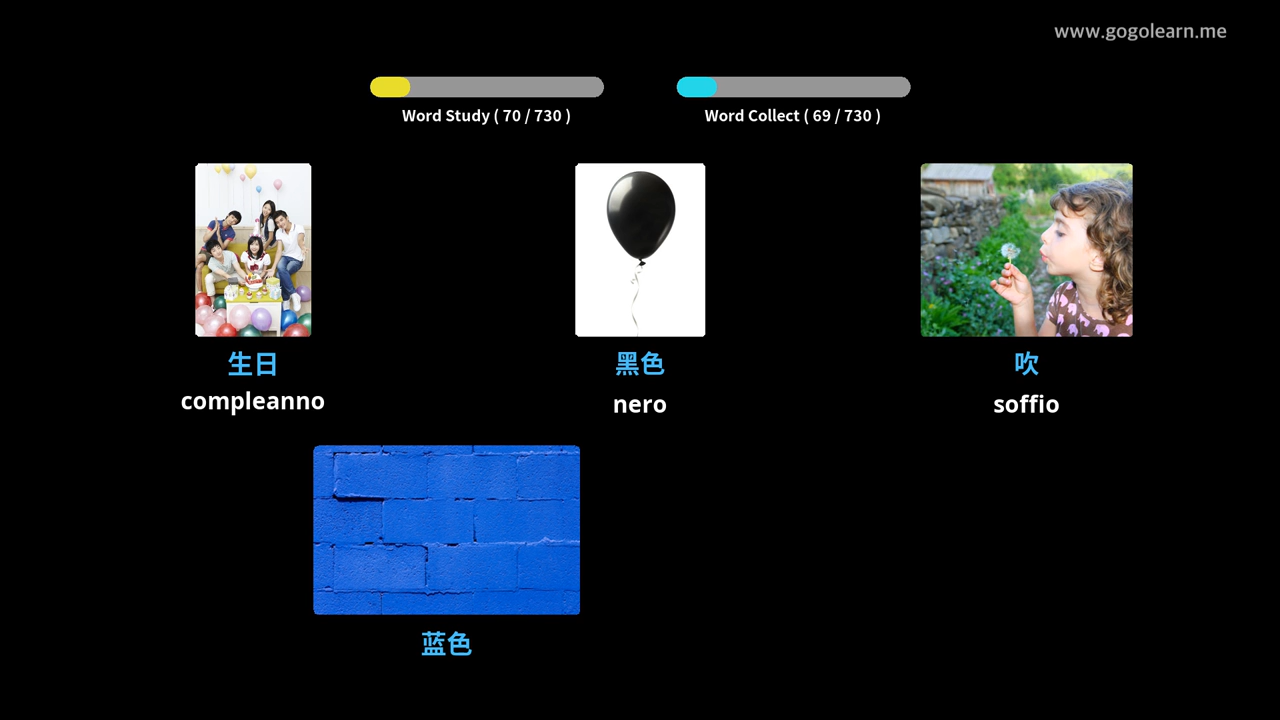 www.gogolearn.me
Word Study ( 70 / 730 )
Word Collect ( 69 / 730 )
生日
compleanno
黑色
nero
吹
soffio
蓝色